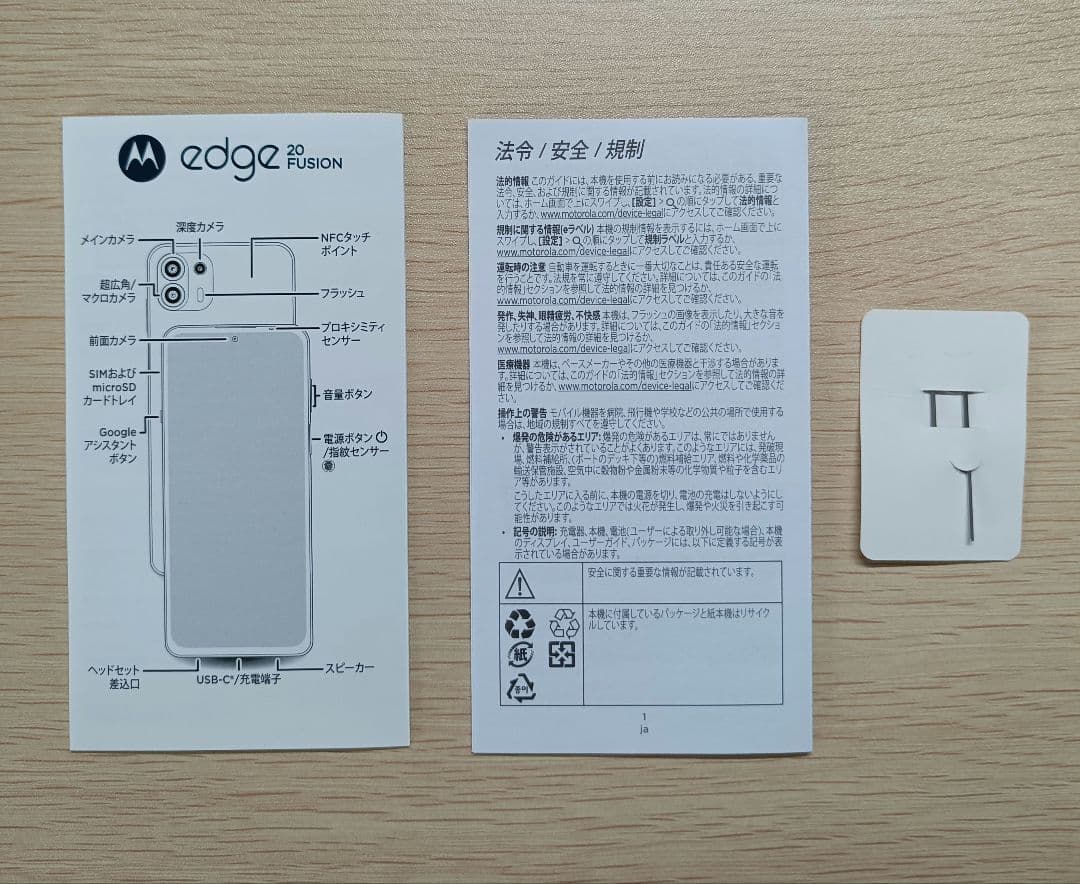 edge 20 FUSION
深度カメラ
メインカメラ
NFCタッチ
ポイント
超広角/
マクロカメラ
フラッシュ
前面カメラ
プロキシミティ
センサー
SIMおよび
microSD
カードトレイ
音量ボタン
Google
アシスタント
ボタン
電源ボタン
/指紋センサー
ヘッドセット
差込口
USB-C®/充電端子
スピーカー
法令 / 安全 / 規制
法的情報 このガイドには、本機を使用する前にお読みになる必要がある、重要な
法令、安全、および規制に関する情報が記載されています。法的情報の詳細につ
いては、ホーム画面で上にスワイプし、[設定] > の順にタップして法的情報と
入力するか、www.motorola.com/device-legalにアクセスしてご確認ください。
規制に関する情報(eラベル) 本機の規制情報を表示するには、ホーム画面で上に
スワイプし、[設定] > の順にタップして規制ラベルと入力するか、
www.motorola.com/device-legalにアクセスしてご確認ください。
運転時の注意 自動車を運転するときに一番大切なことは、責任ある安全な運転
を行うことです。法規を常に遵守してください。詳細については、このガイドの「法
的情報」セクションを参照して法的情報の詳細を見つけるか、
www.motorola.com/device-legalにアクセスしてご確認ください。
発作、失神、眼精疲労、不快感 本機は、フラッシュの画像を表示したり、大きな音を
発したりする場合があります。詳細については、このガイドの「法的情報」セクショ
ンを参照して法的情報の詳細を見つけるか、
www.motorola.com/device-legalにアクセスしてご確認ください。
医療機器 本機は、ペースメーカーやその他の医療機器と干渉する場合がありま
す。詳細については、このガイドの「法的情報」セクションを参照して法的情報の詳
細を見つけるか、www.motorola.com/device-legalにアクセスしてご確認くださ
い。
操作上の警告 モバイル機器を病院、飛行機や学校などの公共の場所で使用する
場合は、地域の規制すべてを遵守してください。
• 爆発の危険があるエリア: 爆発の危険があるエリアは、常にではありません
が、警告表示がされていることがよくあります。このようなエリアには、発破現
場、燃料補給所、(ボートのデッキ下等の)燃料補給エリア、燃料や化学薬品の
輸送保管施設、空気中に穀物粉や金属粉末等の化学物質や粒子を含むエリ
ア等があります。
こうしたエリアに入る前に、本機の電源を切り、電池の充電はしないようにし
てください。このようなエリアでは火花が発生し、爆発や火災を引き起こす可
能性があります。
• 記号の説明: 充電器、本機、電池(ユーザーによる取り外し可能な場合)、本機
のディスプレイ、ユーザーガイド、パッケージには、以下に定義する記号が表
示されている場合があります。
安全に関する重要な情報が記載されています。
本機に付属しているパッケージと紙本機はリサイク
ルしています。
紙
종이
1
ja